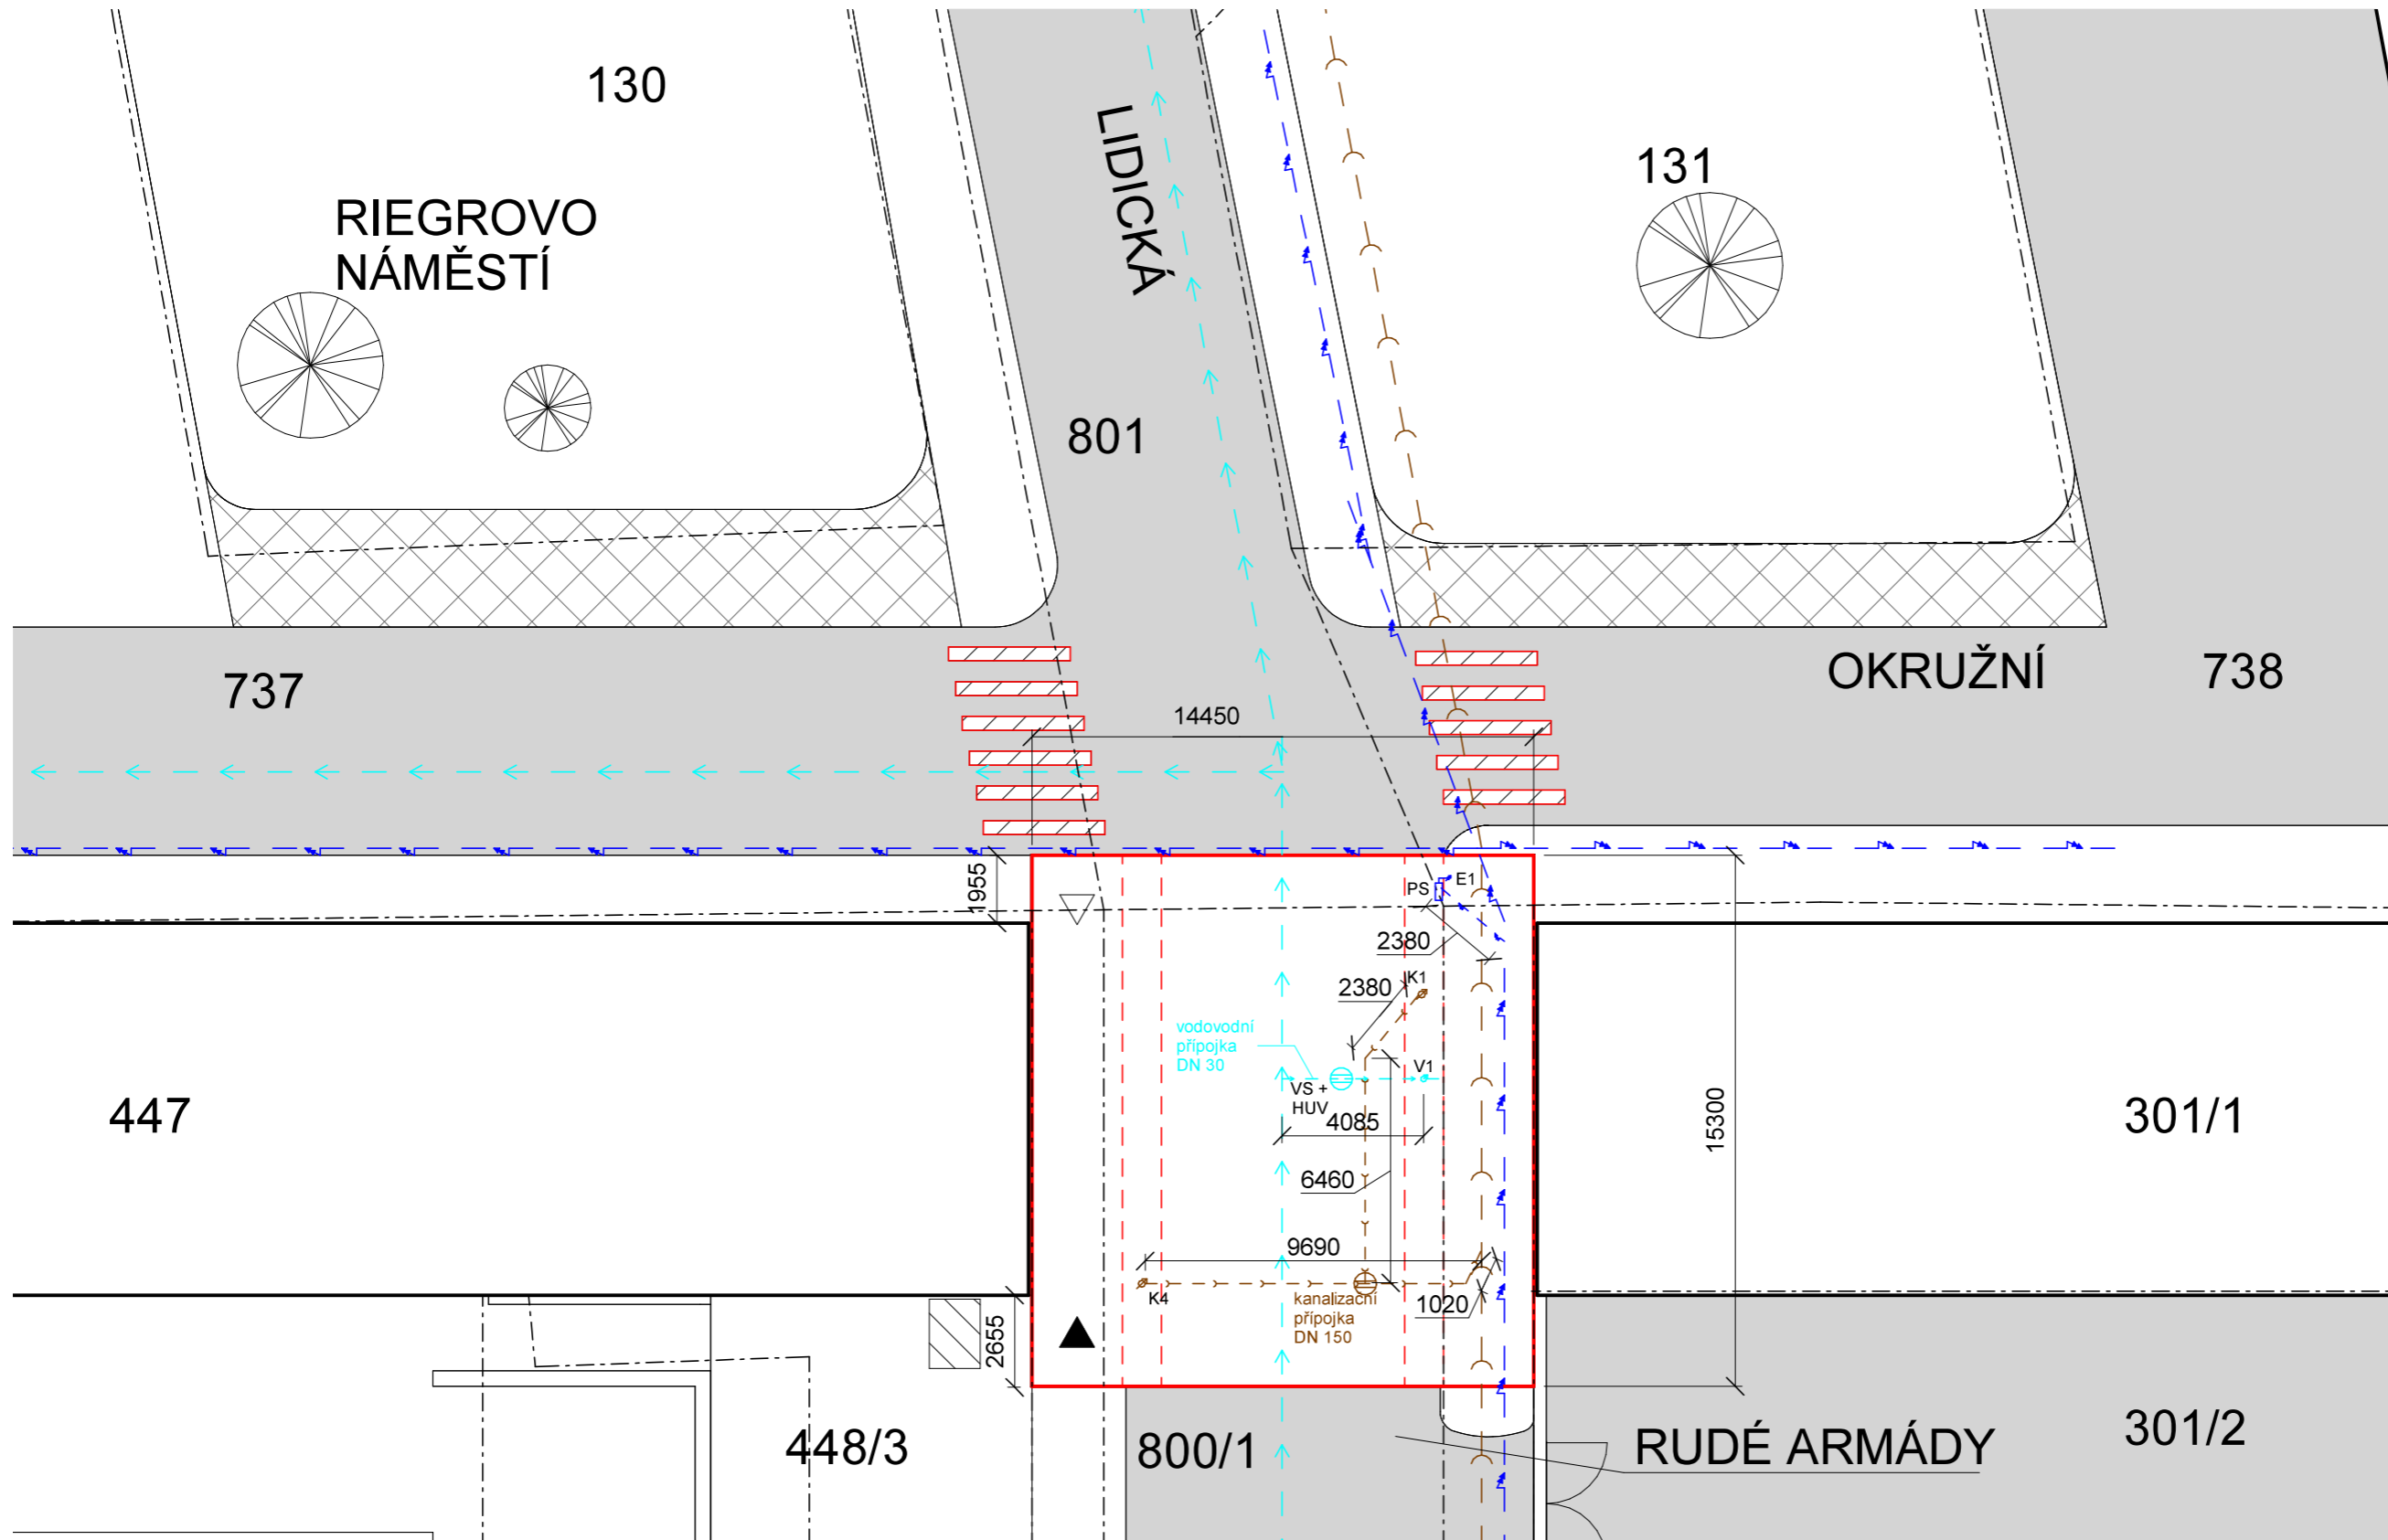 130
LIDICKÁ
131
RIEGROVO
NÁMĚSTÍ
801
737
OKRUŽNÍ
738
14450
1955
PS
E1
2380
K1
2380
vodovodní
přípojka
DN 30
V1
VS +
HUV
4085
447
301/1
15300
6460
9690
K4
kanalizační
přípojka
DN 150
1020
2655
448/3
800/1
RUDÉ ARMÁDY
301/2